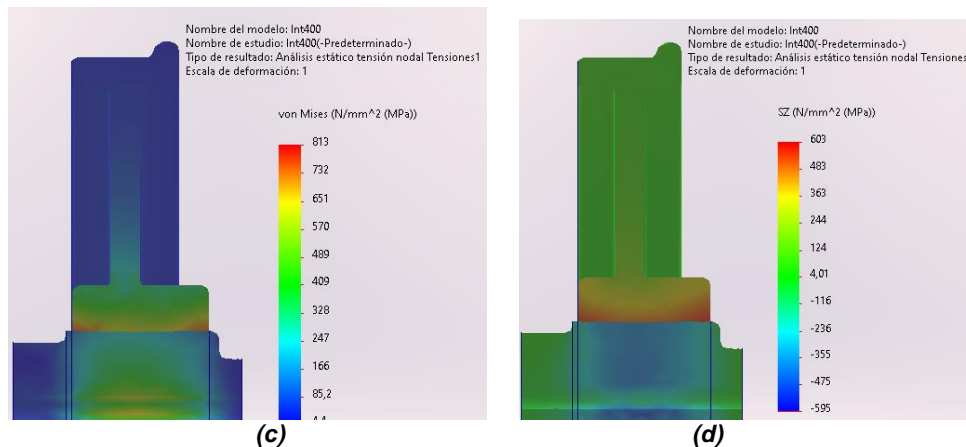 Nombre del modelo: Int400
Nombre de estudio: Int400(-Predeterminado-)
Tipo de resultado: Análisis estático tensión nodal Tensiones1
Escala de deformación: 1
von Mises (N/mm^2 (MPa))
813
732
651
570
489
409
328
247
166
85,2
(c)
Nombre del modelo: Int400
Nombre de estudio: Int400(-Predeterminado-)
Tipo de resultado: Análisis estático tensión nodal Tensiones
Escala de deformación: 1
SZ (N/mm^2 (MPa))
603
483
363
244
124
4,01
-116
-236
-355
-475
-595
(d)